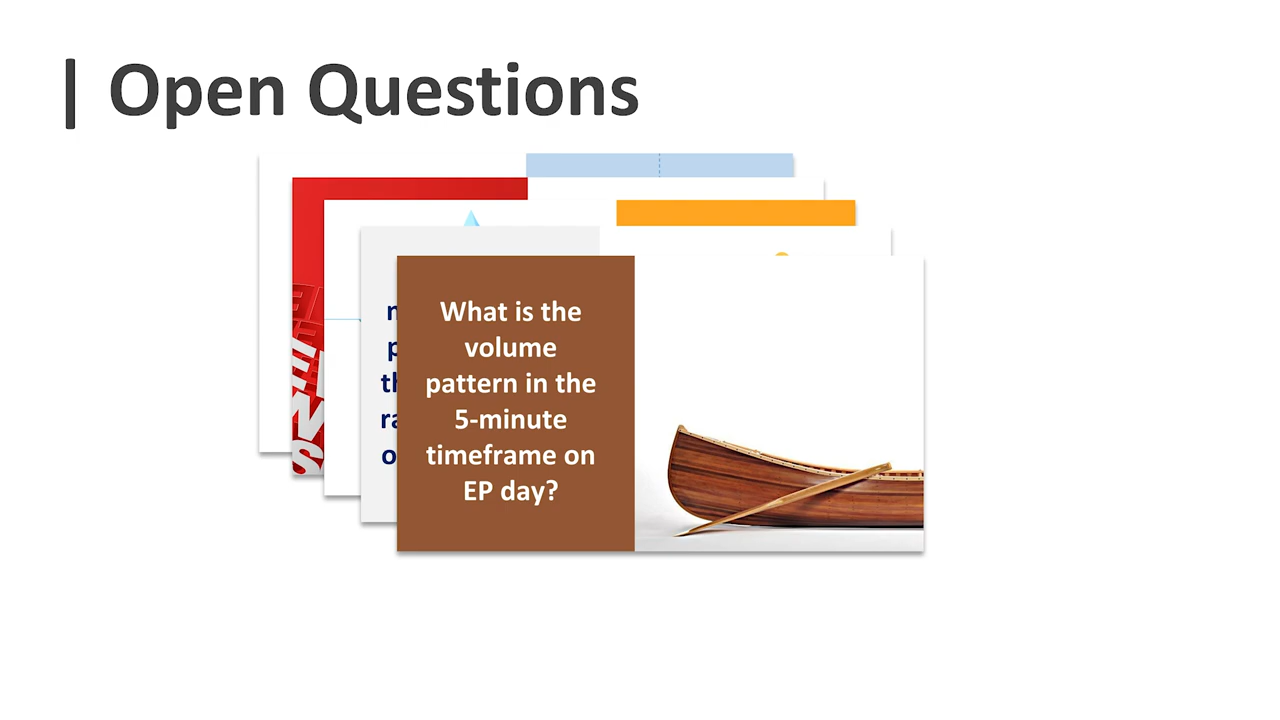 | Open Questions
What is the
volume
pattern in the
5-minute
timeframe on
EP day?